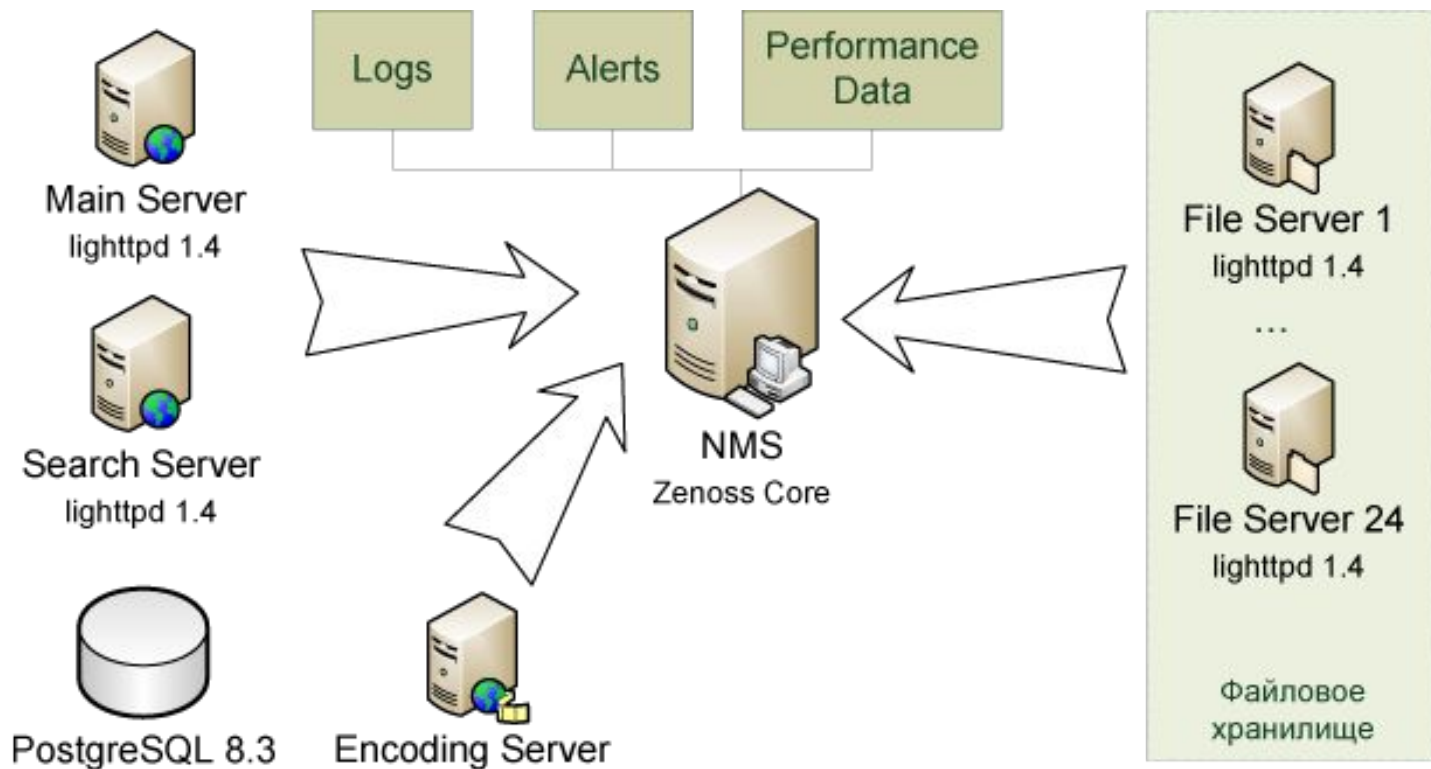 Logs
Alerts
Performance
Data
Main Server
lighttpd 1.4
Search Server
lighttpd 1.4
PostgreSQL 8.3
Encoding Server
NMS
Zenoss Core
File Server 1
lighttpd 1.4
...
File Server 24
lighttpd 1.4
Файловое
хранилище